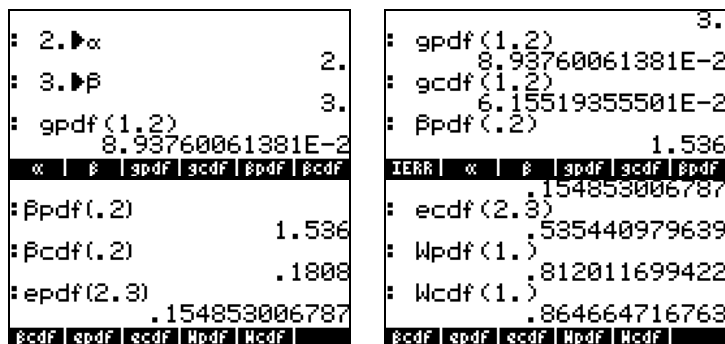 : 2.▶α
2.
: 3.▶β
3.
: gpdf(1.2)
8.93760061381E-2
α | β | gpdf | gcdf | βpdf | βcdf
3.
: gpdf(1.2)
8.93760061381E-2
: gcdf(1.2)
6.15519355501E-2
: βpdf(.2)
1.536
IERR | α | β | gpdf | gcdf | βpdf
:βpdf(.2)
1.536
:βcdf(.2)
.1808
:epdf(2.3)
.154853006787
βcdf | epdf | ecdf | Wpdf | Wcdf |
.154853006787
: ecdf(2.3)
.535440979639
: Wpdf(1.)
.812011699422
: Wcdf(1.)
.864664716763
βcdf | epdf | ecdf | Wpdf | Wcdf |